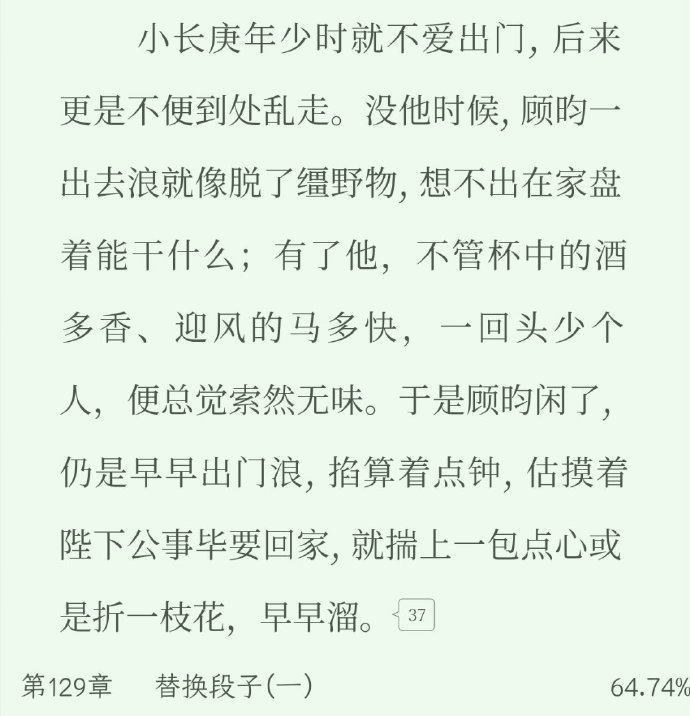 小长庚年少时就不爱出门，后来
更是不便到处乱走。没他时候，顾昀一
出去浪就像脱了缰野物，想不出在家盘
着能干什么；有了他，不管杯中的酒
多香、迎风的马多快，一回头少个
人，便总觉索然无味。于是顾昀闲了，
仍是早早出门浪，掐算着点钟，估摸着
陛下公事毕要回家，就揣上一包点心或
是折一枝花，早早溜。 37
第129章 替换段子(一) 64.74%